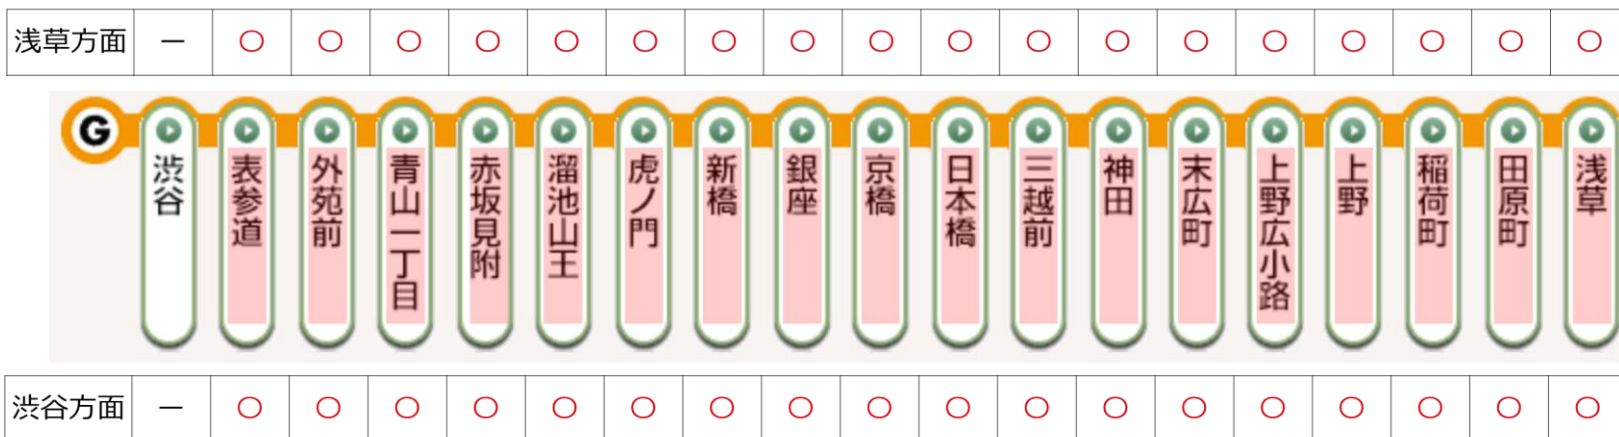 浅草方面 － ○ ○ ○ ○ ○ ○ ○ ○ ○ ○ ○ ○ ○ ○ ○ ○ ○ ○
G
渋谷
表参道
外苑前
青山一丁目
赤坂見附
溜池山王
虎ノ門
新橋
銀座
京橋
日本橋
三越前
神田
末広町
上野広小路
上野
稲荷町
田原町
浅草
渋谷方面 － ○ ○ ○ ○ ○ ○ ○ ○ ○ ○ ○ ○ ○ ○ ○ ○ ○ ○